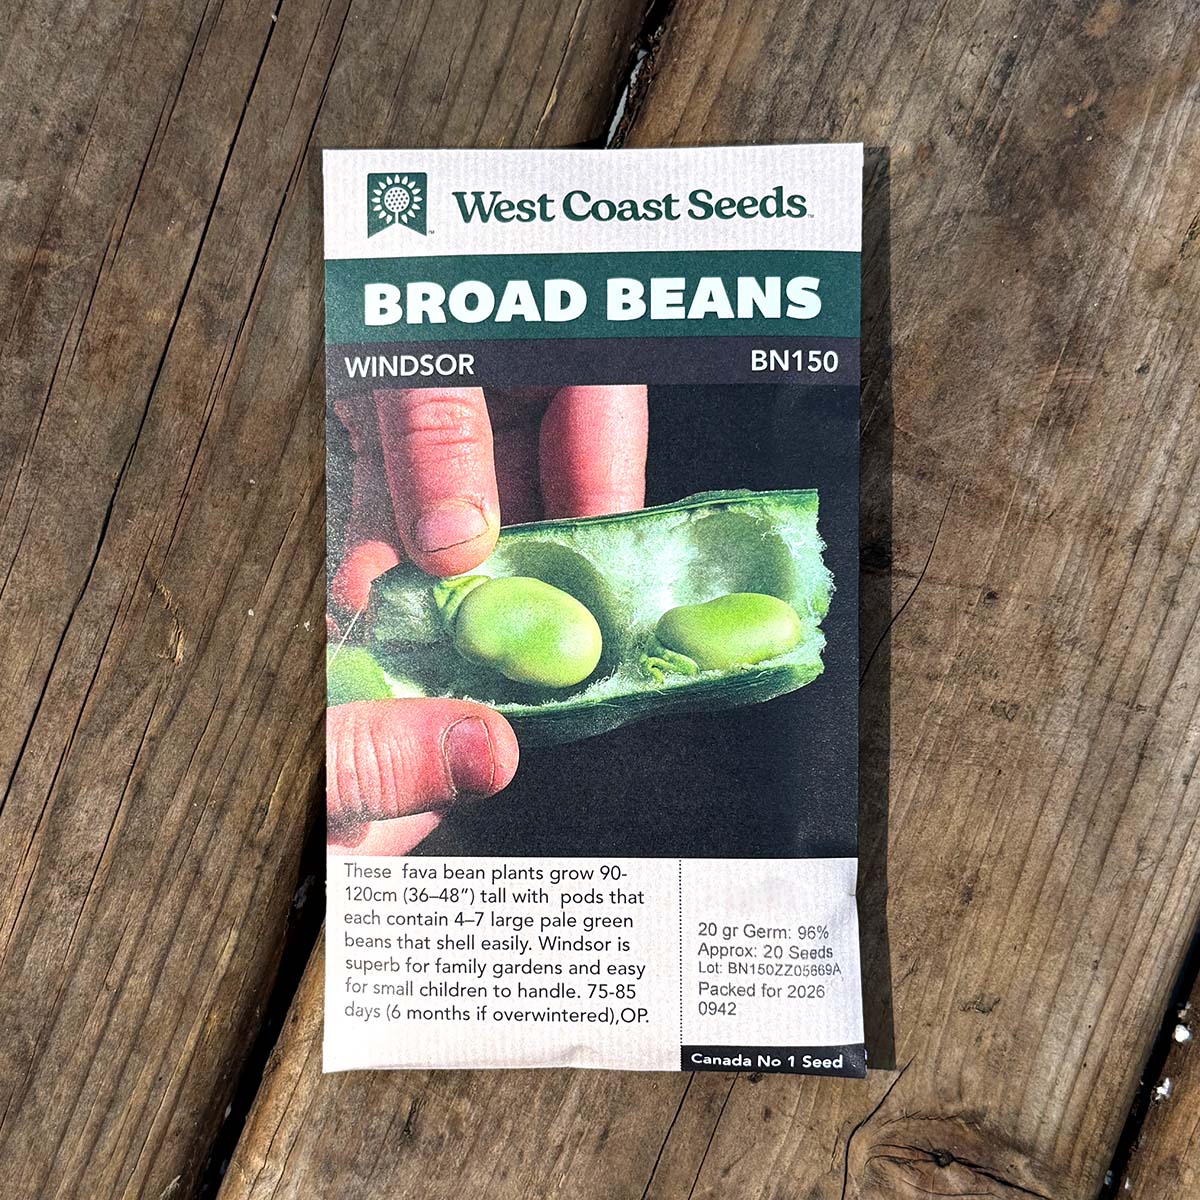 West Coast Seeds
BROAD BEANS
WINDSOR BN150
These fava bean plants grow 90-
120cm (36–48″) tall with pods that
each contain 4–7 large pale green
beans that shell easily. Windsor is
superb for family gardens and easy
for small children to handle. 75-85
days (6 months if overwintered),OP.
20 gr Germ: 96%
Approx: 20 Seeds
Lot: BN150ZZ05669A
Packed for 2026
0942
Canada No 1 Seed